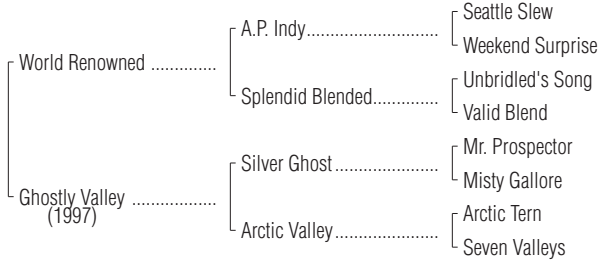 Seattle Slew
A.P. Indy..........................
Weekend Surprise
World Renowned .............
Unbridled's Song
Splendid Blended.............
Valid Blend
Mr. Prospector
Silver Ghost .....................
Misty Gallore
Ghostly Valley .................
(1997)
Arctic Tern
Arctic Valley.....................
Seven Valleys